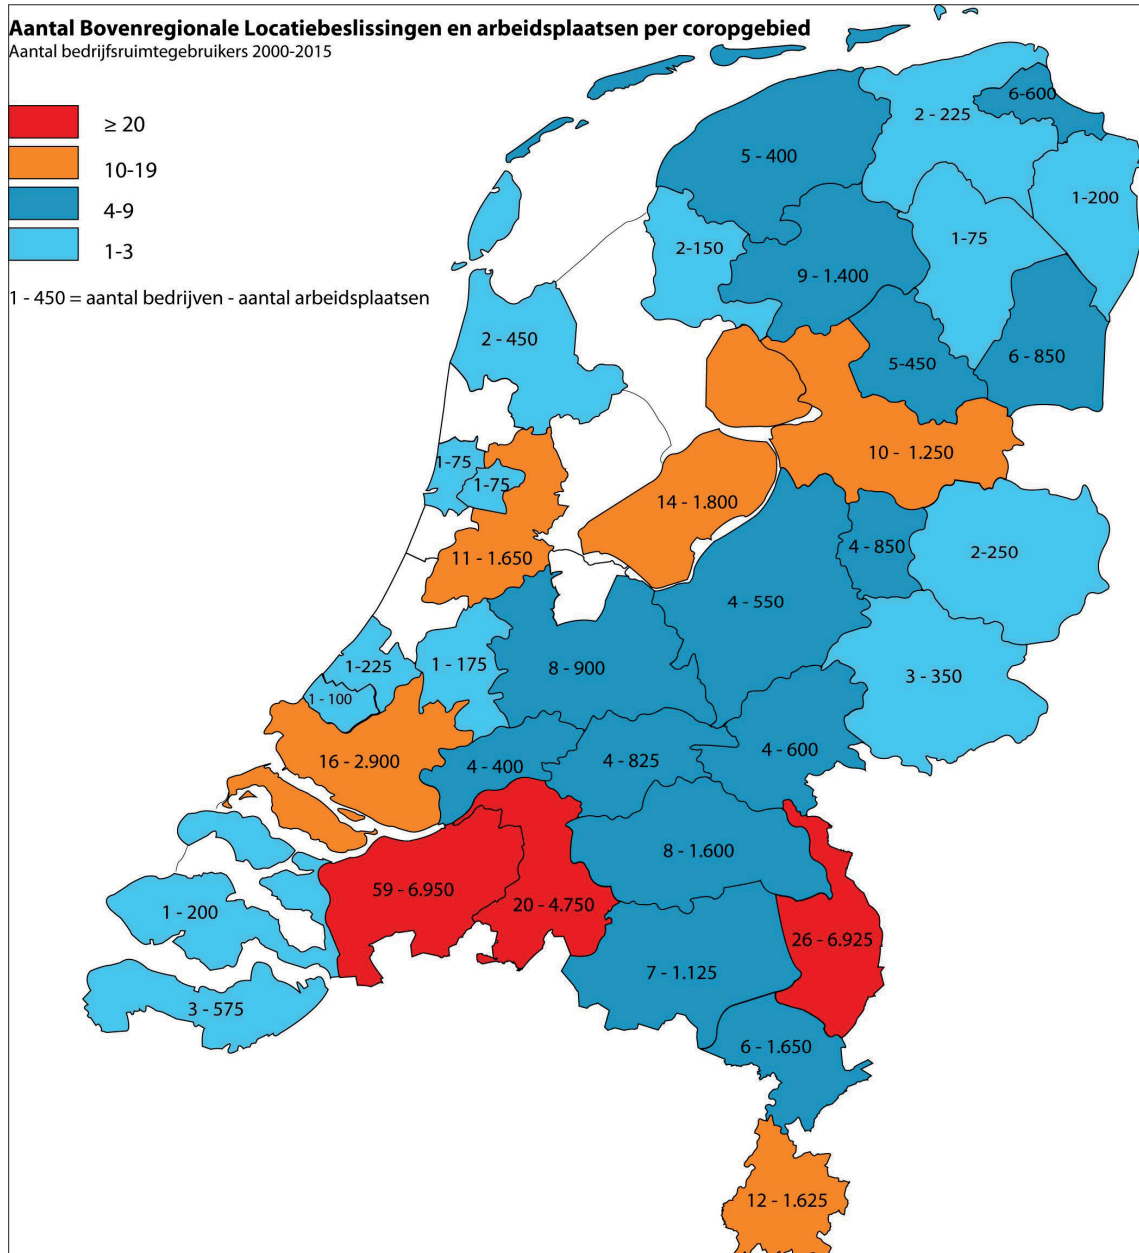 Aantal Bovenregionale Locatiebeslissingen en arbeidsplaatsen per coropgebied
Aantal bedrijfsruimtegebruikers 2000-2015
≥ 20
10-19
4-9
1-3
1 - 450 = aantal bedrijven - aantal arbeidsplaatsen
6-600
2 - 225
5 - 400
1-200
2-150
1-75
9 - 1.400
2 - 450
6 - 850
5-450
10 - 1.250
1-75
1-75
14 - 1.800
4 - 850
2-250
11 - 1.650
4 - 550
1-225
1 - 175
8 - 900
3 - 350
1 - 100
16 - 2.900
4 - 400
4 - 825
4 - 600
8 - 1.600
59 - 6.950
20 - 4.750
1 - 200
26 - 6.925
7 - 1.125
3 - 575
6 - 1.650
12 - 1.625